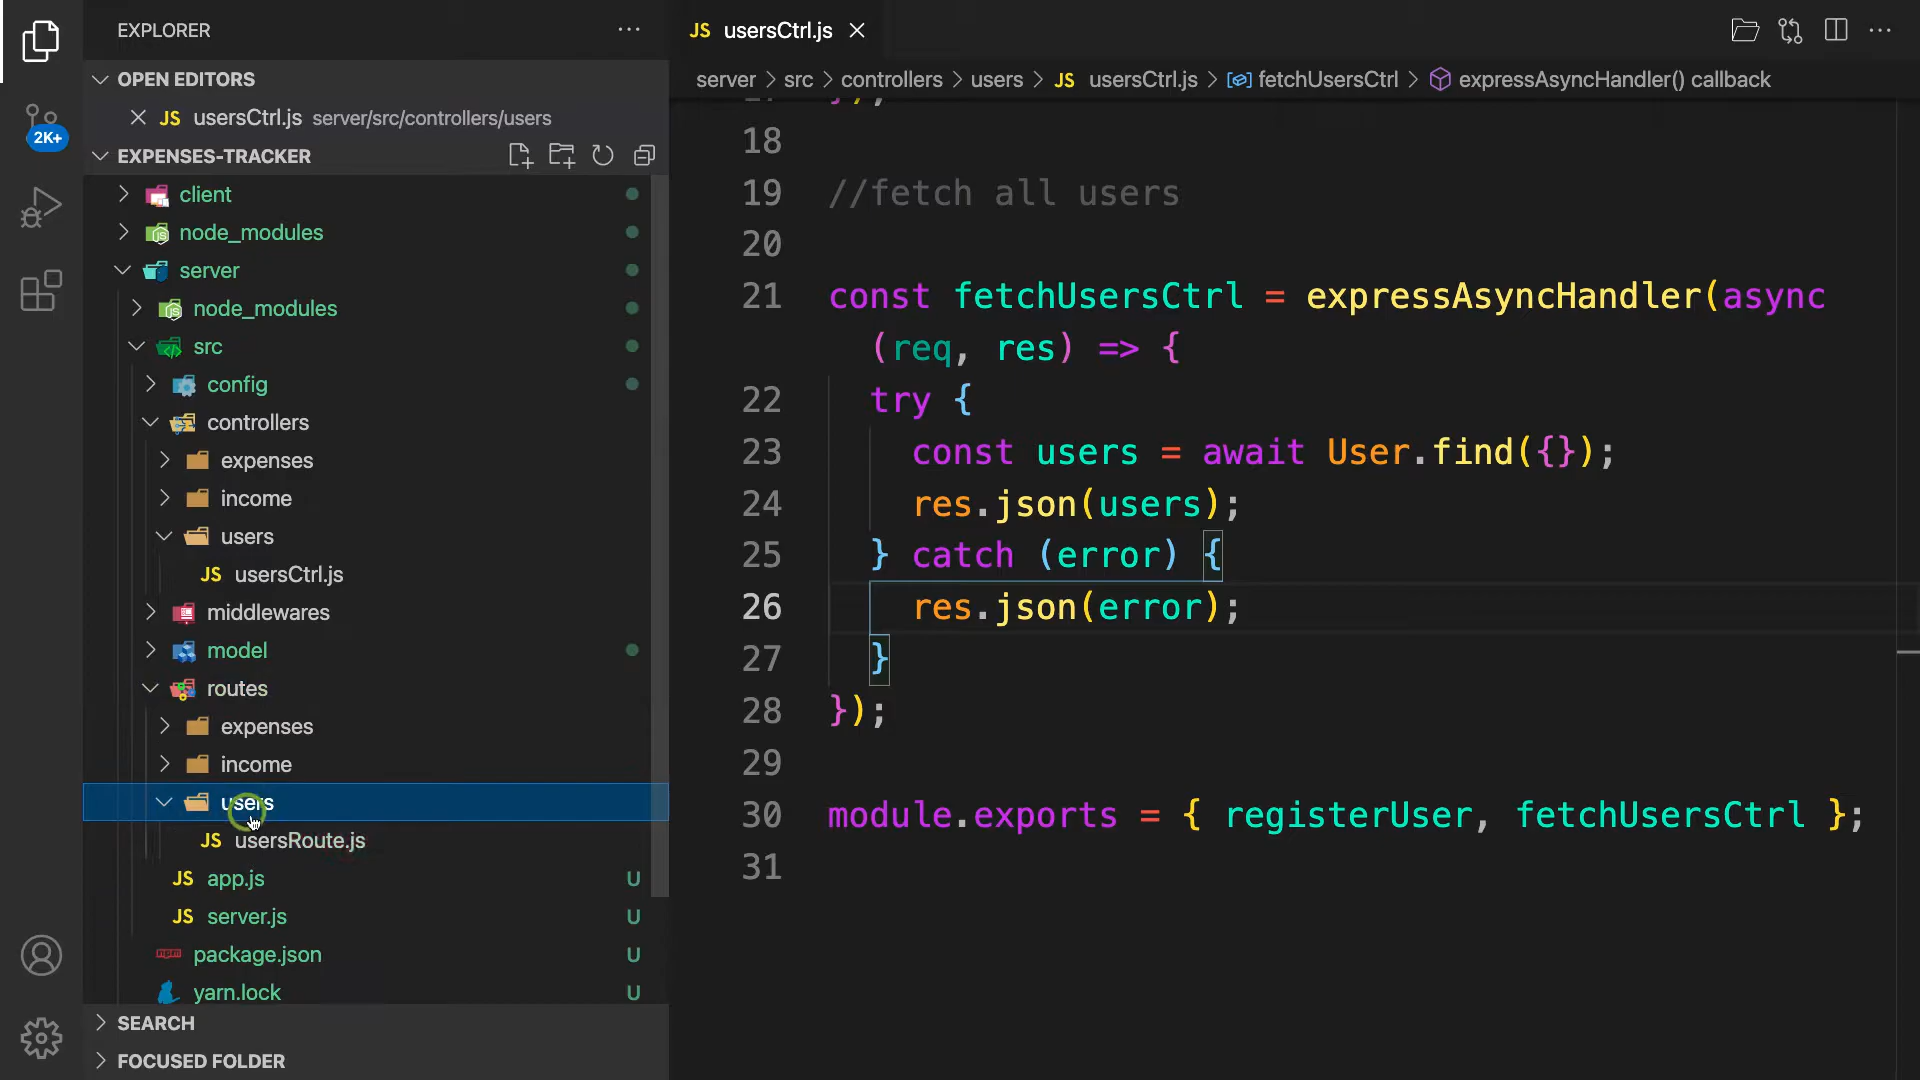 EXPLORER
JS usersCtrl.js
OPEN EDITORS
JS usersCtrl.js server/src/controllers/users
EXPENSES-TRACKER
2K+
client
node_modules
server
node_modules
src
config
controllers
expenses
income
users
JS usersCtrl.js
middlewares
model
routes
expenses
income
users
JS usersRoute.js
JS app.js U
JS server.js U
package.json U
yarn.lock U
SEARCH
FOCUSED FOLDER
server > src > controllers > users > JS usersCtrl.js > fetchUsersCtrl > expressAsyncHandler() callback
17 });
18
19 //fetch all users
20
21 const fetchUsersCtrl = expressAsyncHandler(async
(req, res) => {
22 try {
23 const users = await User.find({});
24 res.json(users);
25 } catch (error) {
26 res.json(error);
27 }
28 });
29
30 module.exports = { registerUser, fetchUsersCtrl };
31